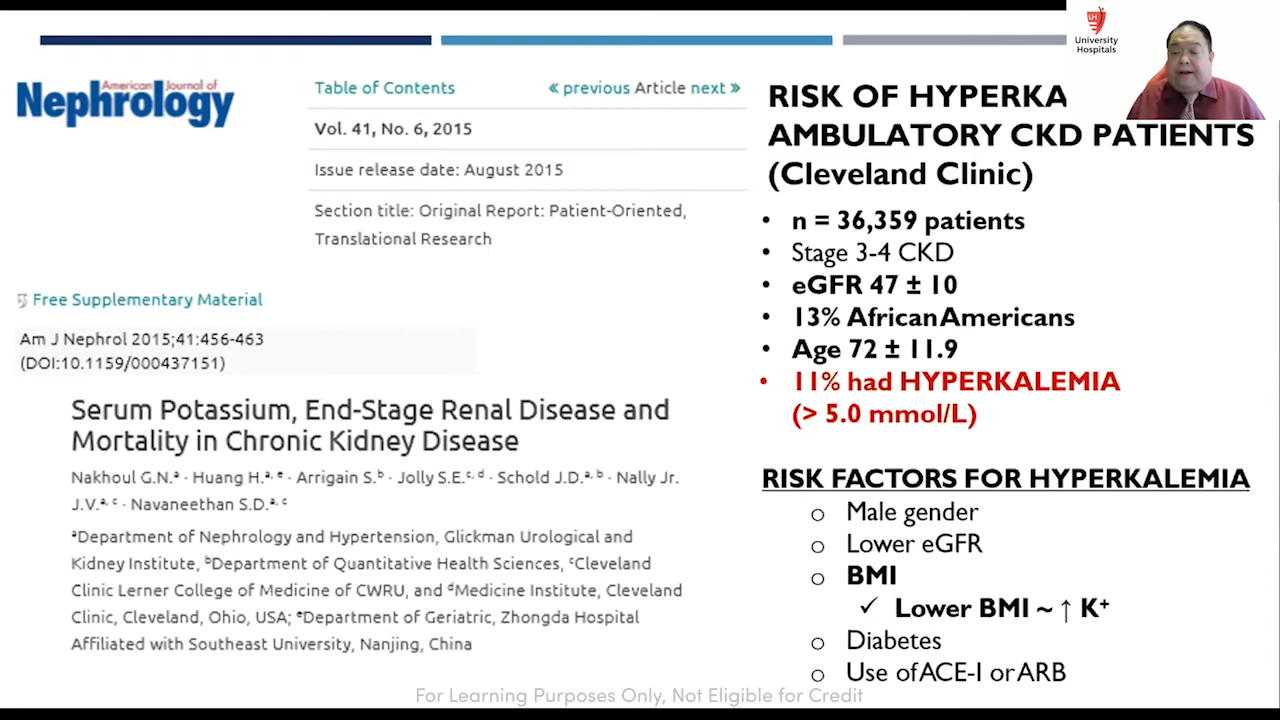 University
Hospitals
American Journal of
Nephrology
Table of Contents
« previous Article next »
Vol. 41, No. 6, 2015
Issue release date: August 2015
Section title: Original Report: Patient-Oriented,
Translational Research
Free Supplementary Material
Am J Nephrol 2015;41:456-463
(DOI:10.1159/000437151)
Serum Potassium, End-Stage Renal Disease and
Mortality in Chronic Kidney Disease
Nakhoul G.N.ᵃ · Huang H.ᵃ, ᵉ · Arrigain S.ᵇ · Jolly S.E.ᶜ, ᵈ · Schold J.D.ᵃ, ᵇ · Nally Jr.
J.V.ᵃ, ᶜ · Navaneethan S.D.ᵃ, ᶜ
ᵃDepartment of Nephrology and Hypertension, Glickman Urological and
Kidney Institute, ᵇDepartment of Quantitative Health Sciences, ᶜCleveland
Clinic Lerner College of Medicine of CWRU, and ᵈMedicine Institute, Cleveland
Clinic, Cleveland, Ohio, USA; ᵉDepartment of Geriatric, Zhongda Hospital
Affiliated with Southeast University, Nanjing, China
RISK OF HYPERKA
AMBULATORY CKD PATIENTS
(Cleveland Clinic)
• n = 36,359 patients
• Stage 3-4 CKD
• eGFR 47 ± 10
• 13% African Americans
• Age 72 ± 11.9
• 11% had HYPERKALEMIA
(> 5.0 mmol/L)
RISK FACTORS FOR HYPERKALEMIA
o Male gender
o Lower eGFR
o BMI
✓ Lower BMI ~ ↑ K⁺
o Diabetes
o Use of ACE-I or ARB
For Learning Purposes Only, Not Eligible for Credit